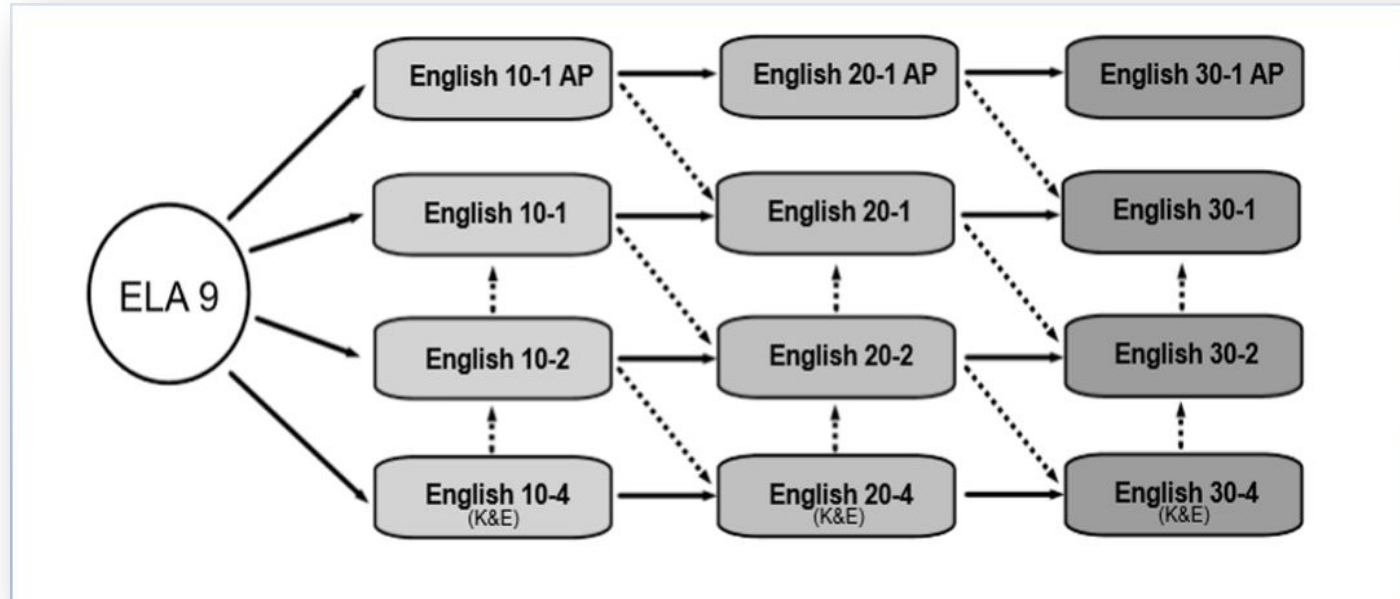 English 10-1 AP
English 20-1 AP
English 30-1 AP
English 10-1
English 20-1
English 30-1
ELA 9
English 10-2
English 20-2
English 30-2
English 10-4
(K&E)
English 20-4
(K&E)
English 30-4
(K&E)